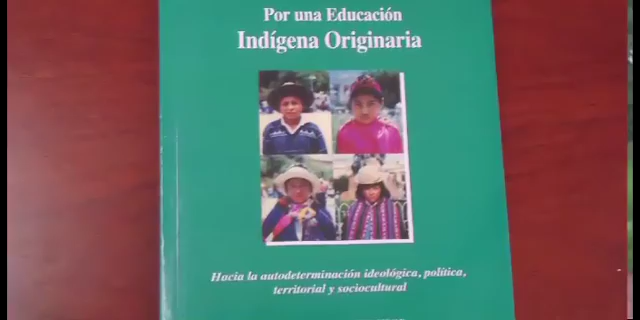 Por una Educación
Indígena Originaria
Hacia la autodeterminación ideológica, política,
territorial y sociocultural